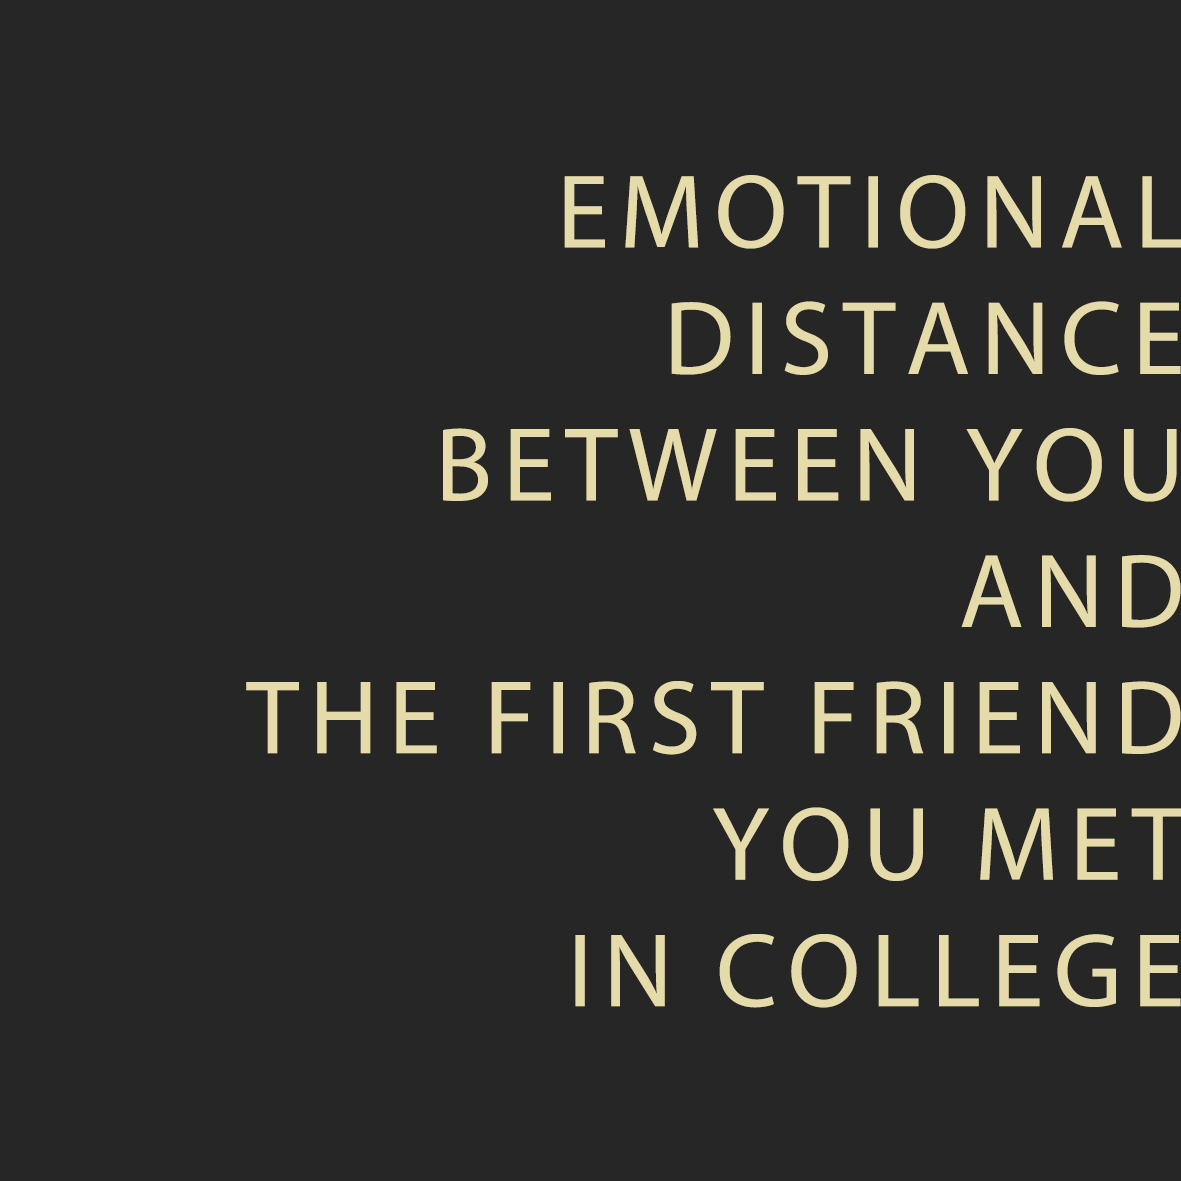 EMOTIONAL
DISTANCE
BETWEEN YOU
AND
THE FIRST FRIEND
YOU MET
IN COLLEGE